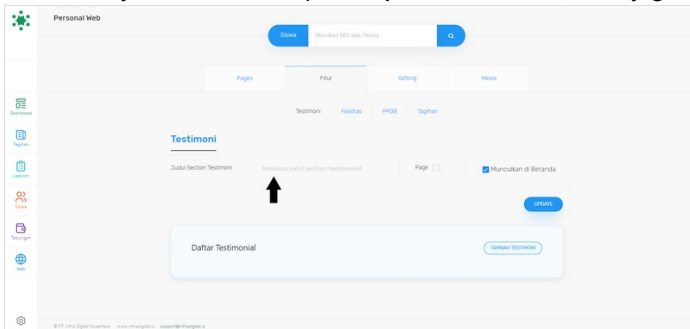 Personal Web
Siswa
Masukan NIS atau Nama
Pages
Fitur
Setting
Media
Dashboard
Testimoni
Fasilitas
PPDB
Tagihan
Tagihan
Testimoni
Judul Section Testimoni
Masukan judul section testimonial
Page
Munculkan di Beranda
Laporan
Siswa
UPDATE
Tabungan
Daftar Testimonial
TAMBAH TESTIMONI
Web
© PT Infra Digital Nusantara www.infradigital.io support@infradigital.io